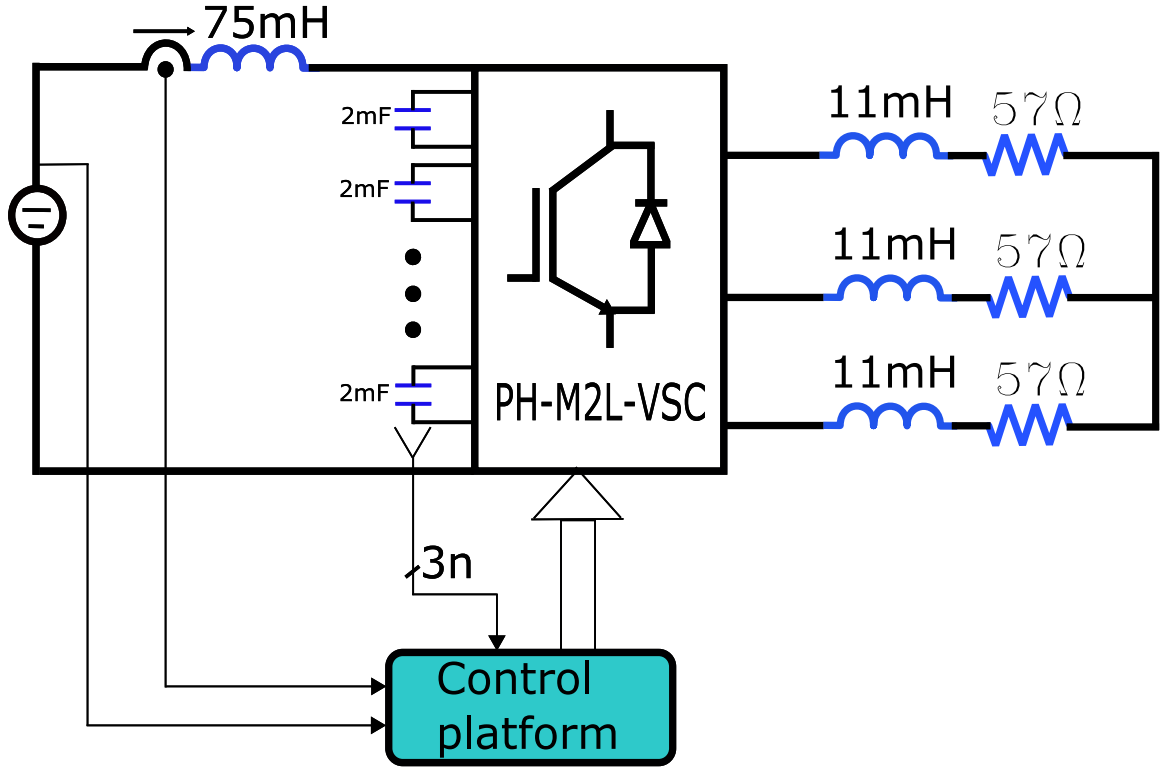 75mH
2mF
2mF
2mF
PH-M2L-VSC
11mH
57Ω
11mH
57Ω
11mH
57Ω
3n
Control
platform